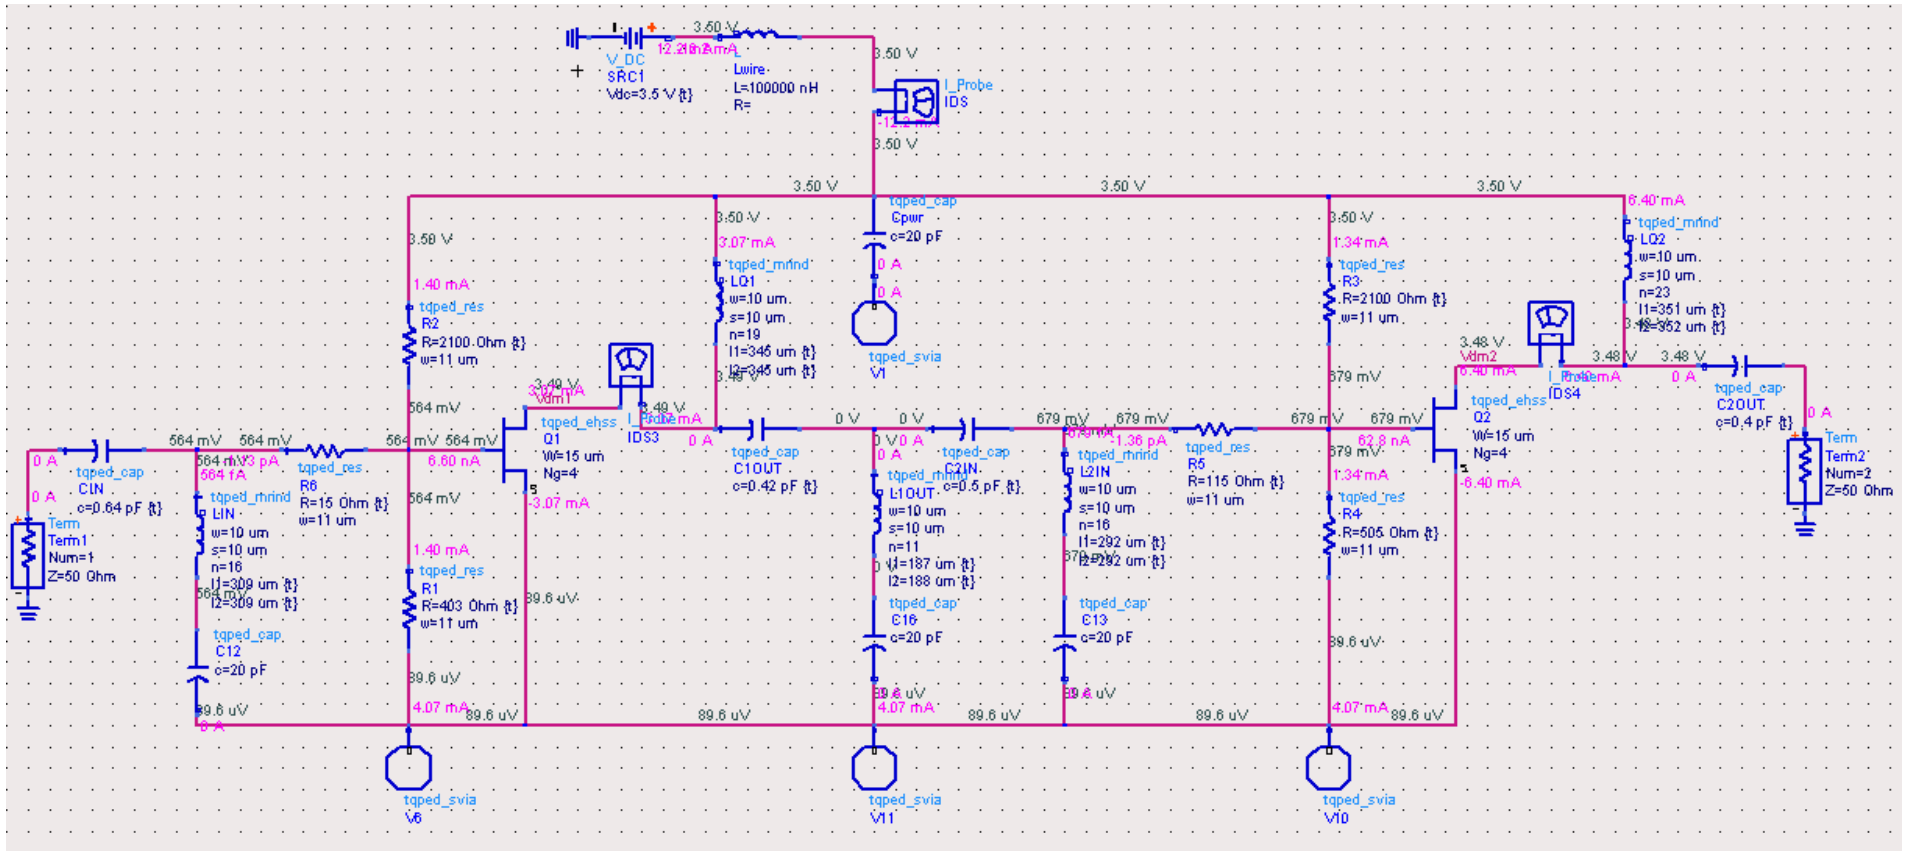 3.50 V
V_DC
SRC1
Vdc=3.5 V {t}
Lwire
L=100000 nH
R=
3.50 V
I_Probe
IDS
-12.2 mA
3.50 V
3.50 V
3.50 V
3.50 V
3.50 V
1.40 mA
tqped_res
R2
R=2100 Ohm {t}
w=11 um
3.50 V
3.07 mA
tqped_mrind
LQ1
w=10 um
s=10 um
n=19
l1=345 um {t}
l2=345 um {t}
tqped_cap
Cpwr
c=20 pF
0 A
0 A
tqped_svia
V1
3.50 V
1.34 mA
tqped_res
R3
R=2100 Ohm {t}
w=11 um
6.40 mA
tqped_mrind
LQ2
w=10 um
s=10 um
n=23
l1=351 um {t}
l2=352 um {t}
564 mV
564 mV
564 mV
564 mV
564 mV
0 A
tqped_cap
CIN
c=0.64 pF {t}
0 A
Term
Term1
Num=1
Z=50 Ohm
564 fA
tqped_mrind
LIN
w=10 um
s=10 um
n=16
l1=309 um {t}
l2=309 um {t}
tqped_cap
C12
c=20 pF
89.6 uV
0 A
tqped_res
R6
R=15 Ohm {t}
w=11 um
6.60 nA
564 mV
1.40 mA
tqped_res
R1
R=403 Ohm {t}
w=11 um
89.6 uV
4.07 mA
tqped_svia
V6
3.49 V
Vdm1
tqped_ehss
Q1
W=15 um
Ng=4
-3.07 mA
89.6 uV
89.6 uV
IDS3
3.49 V
0 A
tqped_cap
C1OUT
c=0.42 pF {t}
0 V
0 V
0 V
0 A
0 A
tqped_cap
C2IN
c=0.5 pF {t}
tqped_mrind
L1OUT
w=10 um
s=10 um
n=11
l1=187 um {t}
l2=188 um {t}
tqped_cap
C16
c=20 pF
4.07 mA
89.6 uV
tqped_svia
V11
679 mV
679 mV
-1.36 pA
tqped_mrind
L2IN
w=10 um
s=10 um
n=16
l1=292 um {t}
l2=292 um {t}
tqped_cap
C13
c=20 pF
89.6 uV
tqped_res
R5
R=115 Ohm {t}
w=11 um
679 mV
679 mV
679 mV
62.8 nA
679 mV
1.34 mA
tqped_res
R4
R=505 Ohm {t}
w=11 um
89.6 uV
89.6 uV
4.07 mA
89.6 uV
tqped_svia
V10
3.48 V
Vdm2
6.40 mA
tqped_ehss
Q2
W=15 um
Ng=4
-6.40 mA
IDS4
3.48 V
3.48 V
0 A
tqped_cap
C2OUT
c=0.4 pF {t}
0 A
Term
Term2
Num=2
Z=50 Ohm